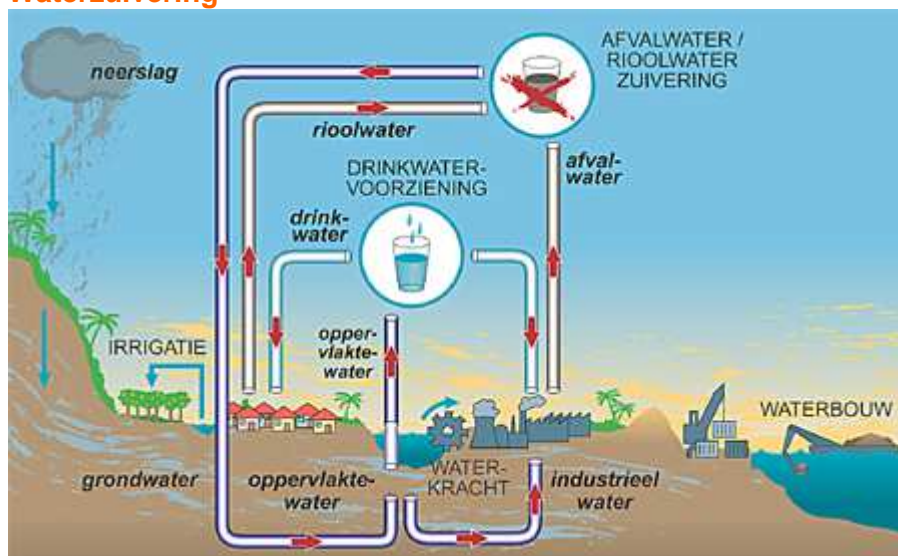 Waterzuivering
neerslag
AFVALWATER /
RIOOLWATER
ZUIVERING
rioolwater
afval-
water
DRINKWATER-
VOORZIENING
drink-
water
opper-
vlakte-
water
IRRIGATIE
WATERBOUW
grondwater
oppervlakte-
water
WATER-
KRACHT
industrieel
water